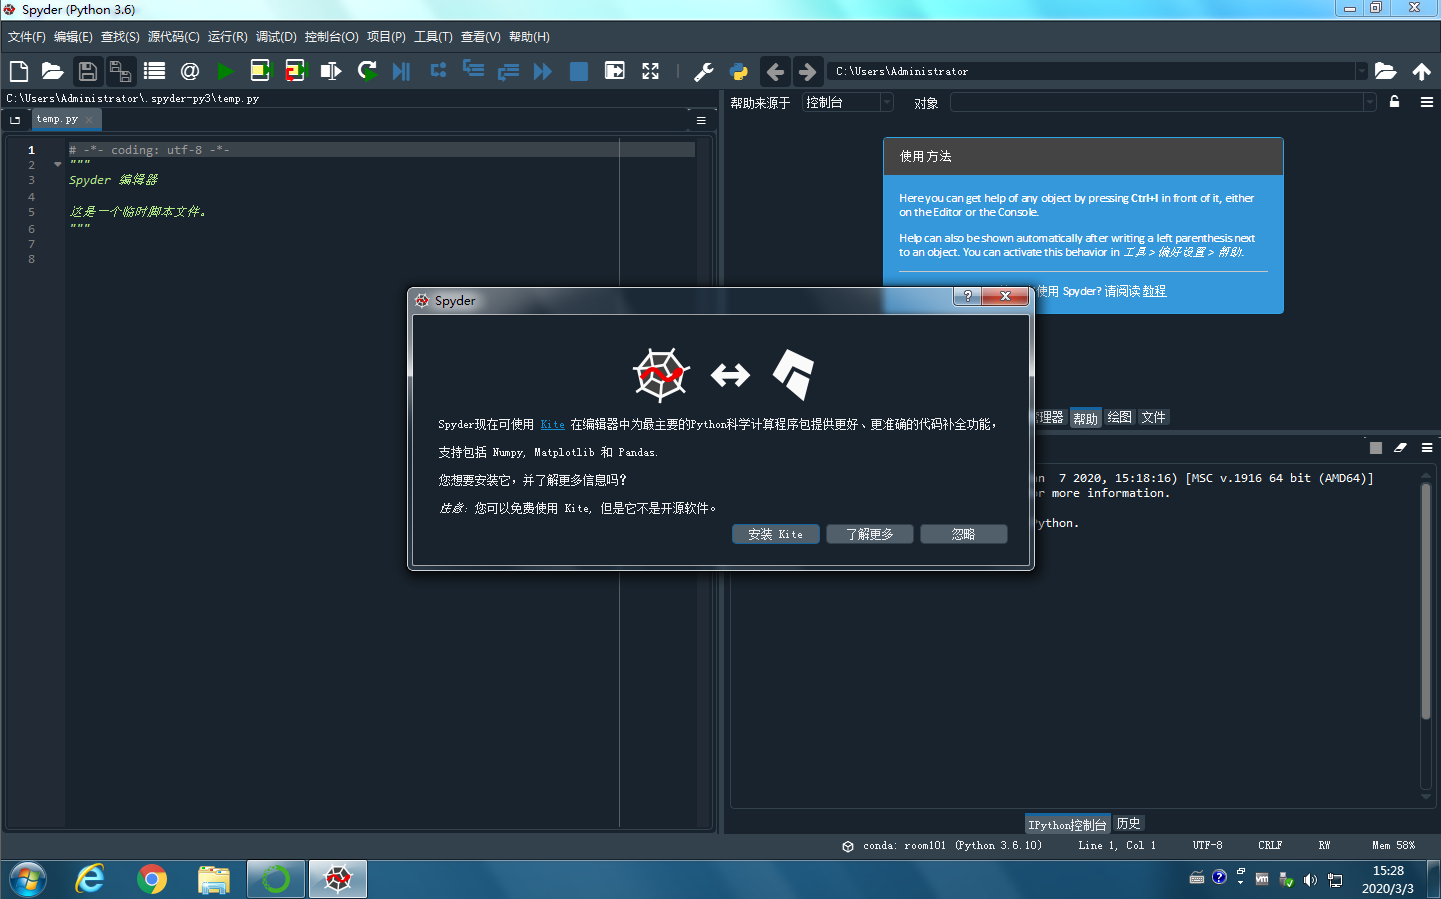 Spyder (Python 3.6)
文件(F) 编辑(E) 查找(S) 源代码(C) 运行(R) 调试(D) 控制台(O) 项目(P) 工具(T) 查看(V) 帮助(H)
C:\Users\Administrator
C:\Users\Administrator\.spyder-py3\temp.py
帮助来源于 控制台 对象
temp.py
1 # -*- coding: utf-8 -*-
2 """
3 Spyder 编辑器
4
5 这是一个临时脚本文件。
6 """
7
8
使用方法
Here you can get help of any object by pressing Ctrl+I in front of it, either
on the Editor or the Console.
Help can also be shown automatically after writing a left parenthesis next
to an object. You can activate this behavior in 工具 > 偏好设置 > 帮助.
使用 Spyder? 请阅读 教程
Spyder
Spyder现在可使用 Kite 在编辑器中为最主要的Python科学计算程序包提供更好、更准确的代码补全功能，
支持包括 Numpy, Matplotlib 和 Pandas.
您想要安装它，并了解更多信息吗？
注意: 您可以免费使用 Kite, 但是它不是开源软件。
安装 Kite 了解更多 忽略
管理器 帮助 绘图 文件
7 2020, 15:18:16) [MSC v.1916 64 bit (AMD64)]
r more information.
ython.
IPython控制台 历史
conda: room101 (Python 3.6.10) Line 1, Col 1 UTF-8 CRLF RW Mem 58%
15:28
2020/3/3